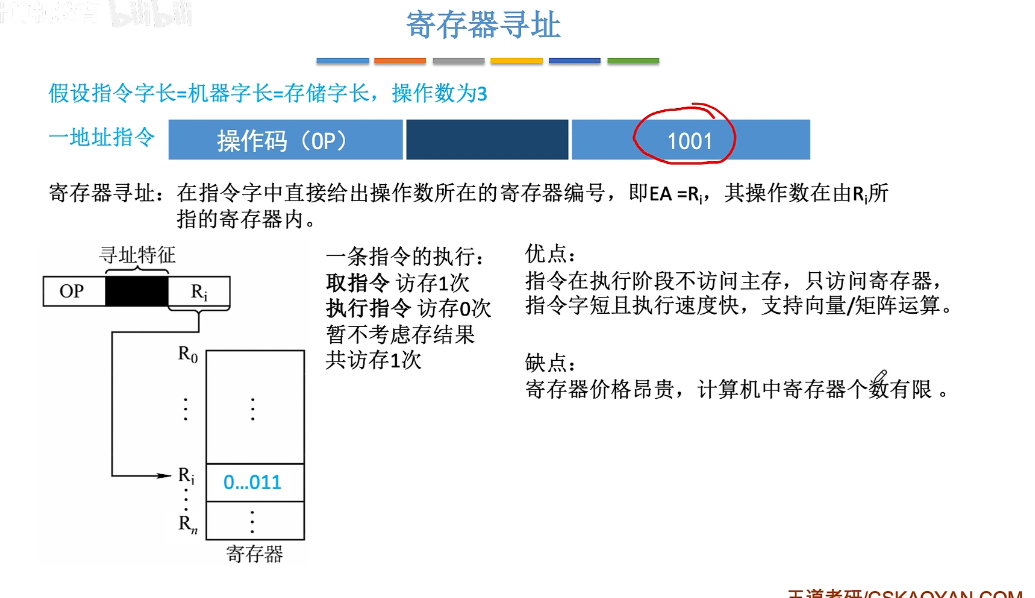 寄存器寻址
假设指令字长=机器字长=存储字长，操作数为3
一地址指令 操作码（OP） 1001
寄存器寻址：在指令字中直接给出操作数所在的寄存器编号，即EA =Ri，其操作数在由Ri所
指的寄存器内。
寻址特征
OP Ri
R0
⋮ ⋮
Ri 0...011
⋮
Rn ⋮
寄存器
一条指令的执行：
取指令 访存1次
执行指令 访存0次
暂不考虑存结果
共访存1次
优点：
指令在执行阶段不访问主存，只访问寄存器，
指令字短且执行速度快，支持向量/矩阵运算。
缺点：
寄存器价格昂贵，计算机中寄存器个数有限 。
王道考研/CSKAOYAN.COM